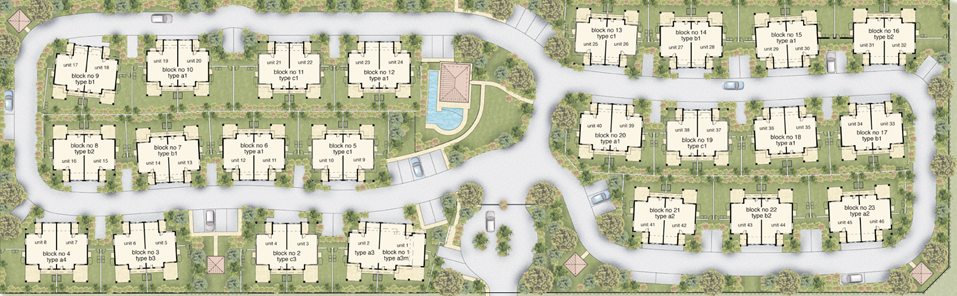 unit 17 unit 18
block no 9
type b1
unit 19 unit 20
block no 10
type a1
unit 21 unit 22
block no 11
type c1
unit 23 unit 24
block no 12
type a1
block no 13
type c1
unit 25 unit 26
block no 14
type b1
unit 27 unit 28
block no 15
type a1
unit 29 unit 30
block no 16
type b2
unit 31 unit 32
block no 8
type b2
unit 16 unit 15
block no 7
type b1
unit 14 unit 13
block no 6
type a1
unit 12 unit 11
block no 5
type c1
unit 10 unit 9
unit 40 unit 39
block no 20
type a1
unit 38 unit 37
block no 19
type c1
unit 36 unit 35
block no 18
type a1
unit 34 unit 33
block no 17
type b1
unit 8 unit 7
block no 4
type a4
unit 6 unit 5
block no 3
type b3
unit 4 unit 3
block no 2
type c3
unit 2 unit 1
block no 1
type a3 type a3m
block no 21
type a2
unit 41 unit 42
block no 22
type b2
unit 43 unit 44
block no 23
type a2
unit 45 unit 46